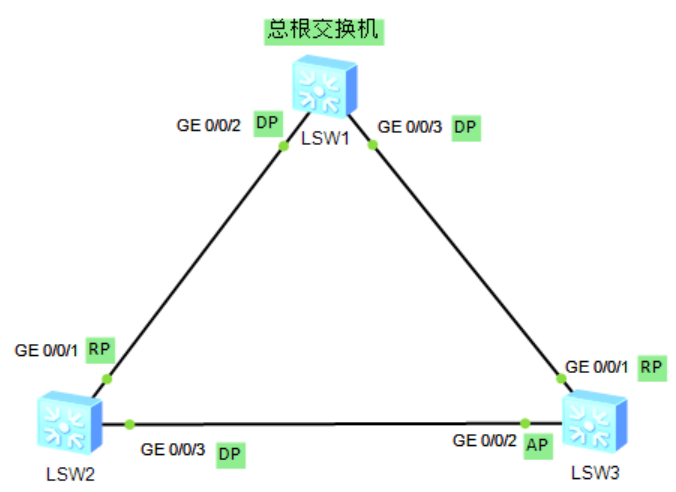 总根交换机
GE 0/0/2 DP
GE 0/0/3 DP
LSW1
GE 0/0/1 RP
GE 0/0/1 RP
GE 0/0/3 DP
GE 0/0/2 AP
LSW2
LSW3